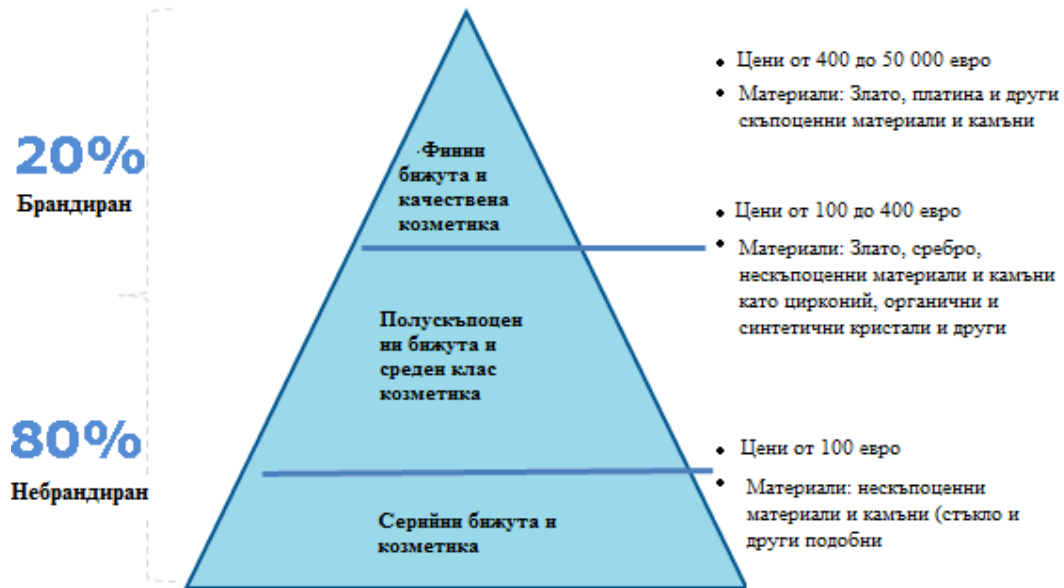 20%
Брандиран
80%
Небрандиран
·Финни
бижута и
качествена
козметика
Полускъпоцен
ни бижута и
среден клас
козметика
Серийни бижута и
козметика
• Цени от 400 до 50 000 евро
• Материали: Злато, платина и други
скъпоценни материали и камъни
• Цени от 100 до 400 евро
• Материали: Злато, сребро,
нескъпоценни материали и камъни
като цирконий, органични и
синтетични кристали и други
• Цени от 100 евро
• Материали: нескъпоценни
материали и камъни (стъкло и
други подобни